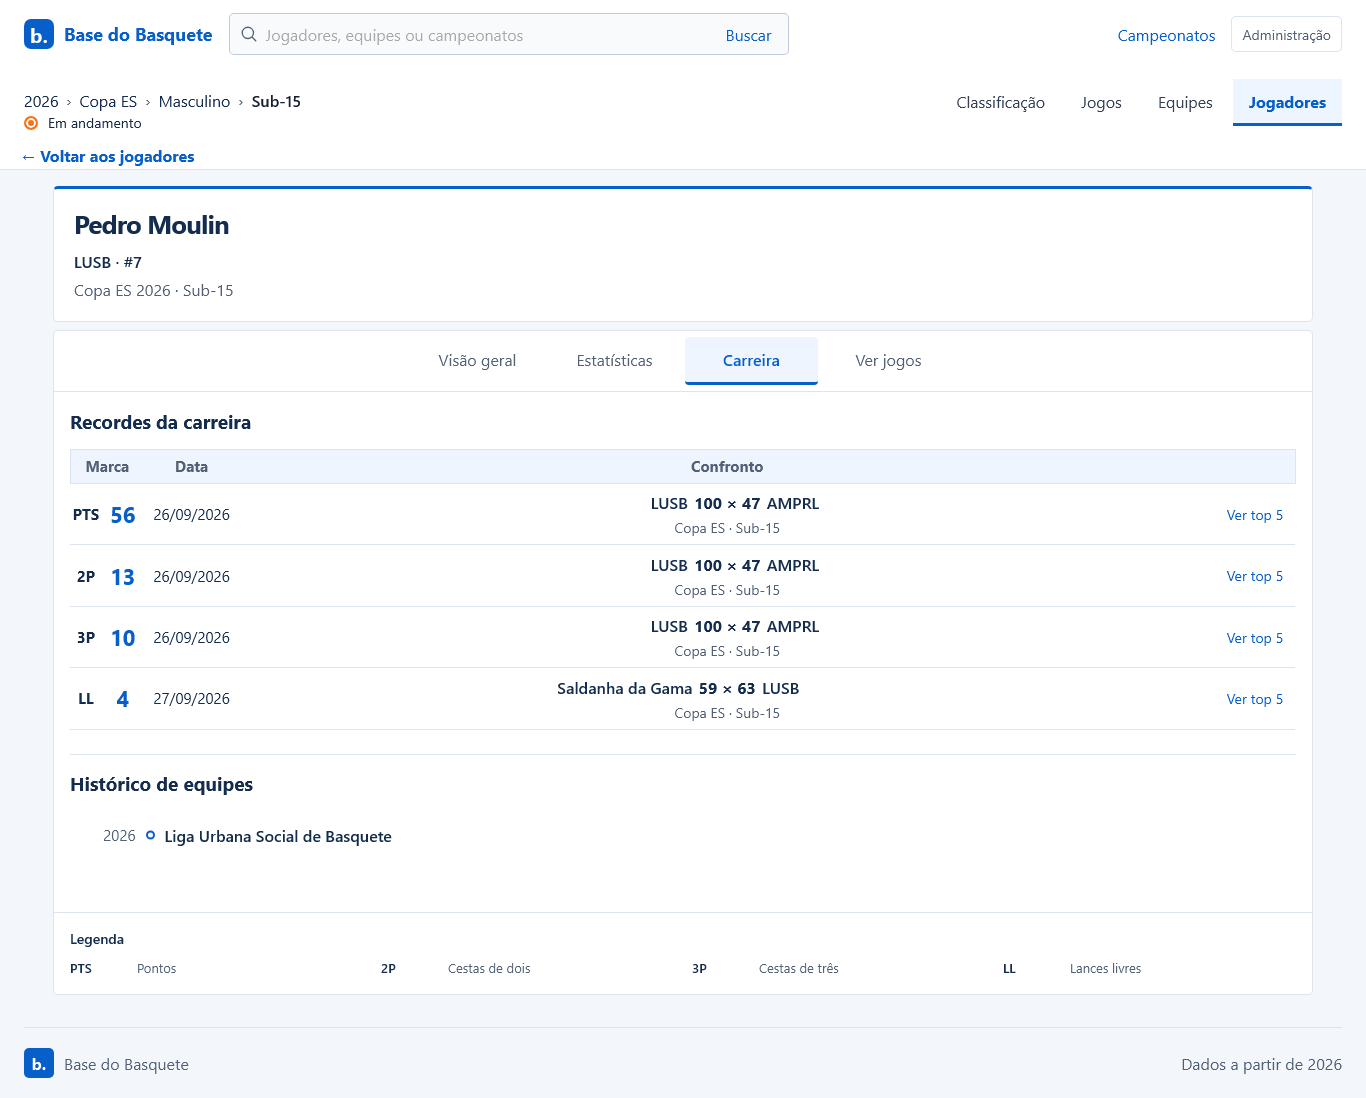 b. Base do Basquete
Jogadores, equipes ou campeonatos
Buscar
Campeonatos
Administração
2026 › Copa ES › Masculino › Sub-15
Em andamento
Classificação
Jogos
Equipes
Jogadores
← Voltar aos jogadores
Pedro Moulin
LUSB · #7
Copa ES 2026 · Sub-15
Visão geral
Estatísticas
Carreira
Ver jogos
Recordes da carreira
Marca Data Confronto
PTS 56 26/09/2026 LUSB 100 × 47 AMPRL
Copa ES · Sub-15
Ver top 5
2P 13 26/09/2026 LUSB 100 × 47 AMPRL
Copa ES · Sub-15
Ver top 5
3P 10 26/09/2026 LUSB 100 × 47 AMPRL
Copa ES · Sub-15
Ver top 5
LL 4 27/09/2026 Saldanha da Gama 59 × 63 LUSB
Copa ES · Sub-15
Ver top 5
Histórico de equipes
2026 Liga Urbana Social de Basquete
Legenda
PTS Pontos 2P Cestas de dois 3P Cestas de três LL Lances livres
b. Base do Basquete
Dados a partir de 2026